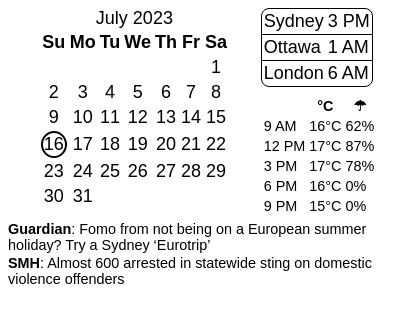 July 2023
Su Mo Tu We Th Fr Sa
1
2 3 4 5 6 7 8
9 10 11 12 13 14 15
16 17 18 19 20 21 22
23 24 25 26 27 28 29
30 31
Sydney 3 PM
Ottawa 1 AM
London 6 AM
°C ☂
9 AM 16°C 62%
12 PM 17°C 87%
3 PM 17°C 78%
6 PM 16°C 0%
9 PM 15°C 0%
Guardian: Fomo from not being on a European summer
holiday? Try a Sydney ‘Eurotrip’
SMH: Almost 600 arrested in statewide sting on domestic
violence offenders